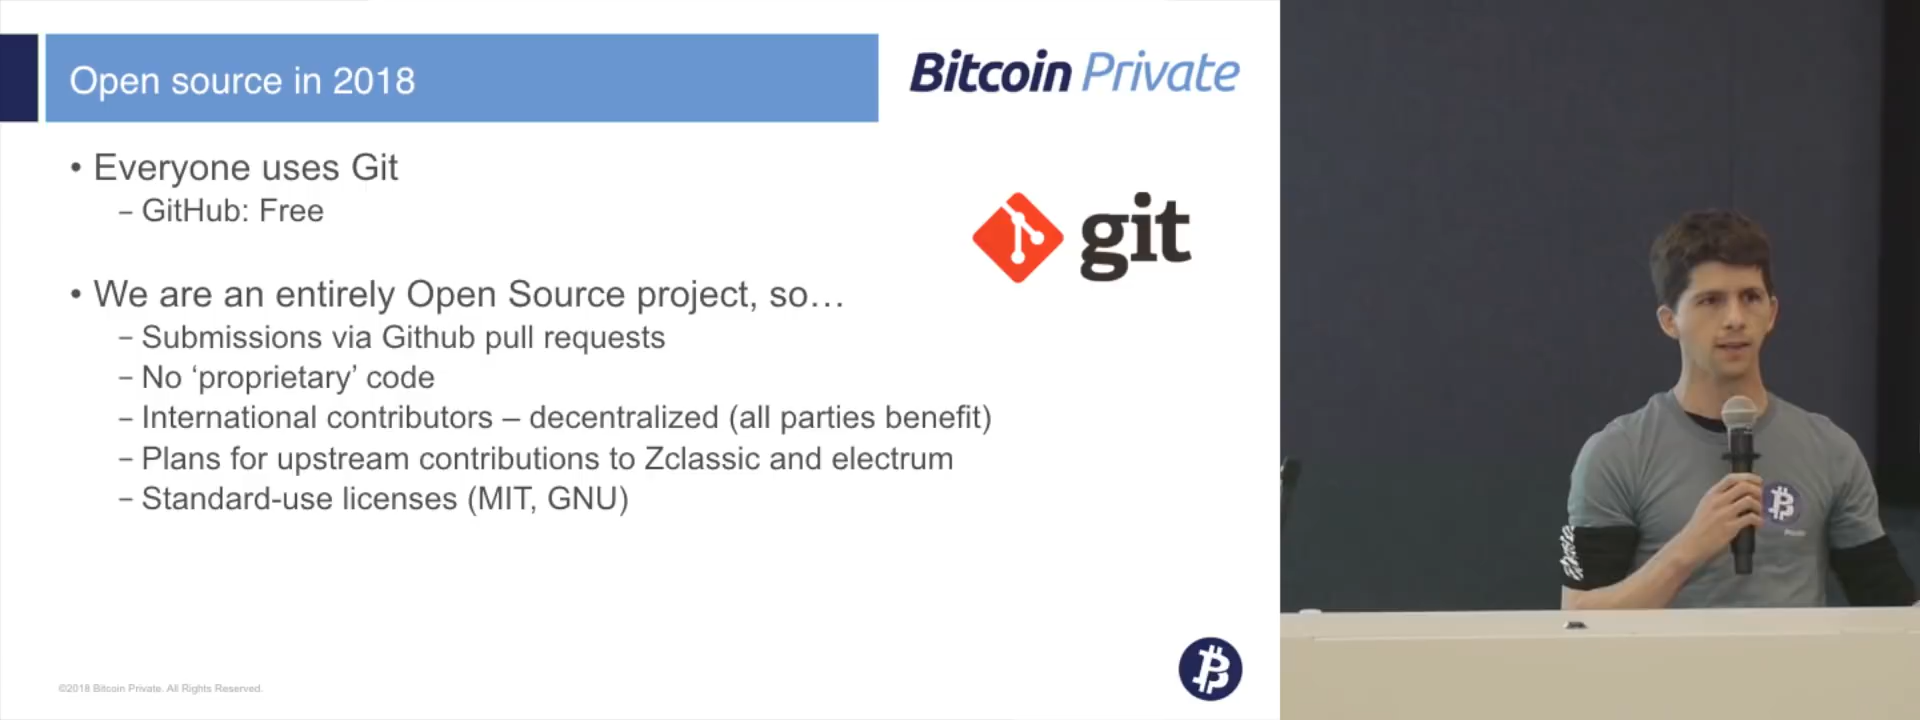 Open source in 2018
Bitcoin Private
• Everyone uses Git
– GitHub: Free
git
• We are an entirely Open Source project, so…
– Submissions via Github pull requests
– No ‘proprietary’ code
– International contributors – decentralized (all parties benefit)
– Plans for upstream contributions to Zclassic and electrum
– Standard-use licenses (MIT, GNU)
©2018 Bitcoin Private. All Rights Reserved.